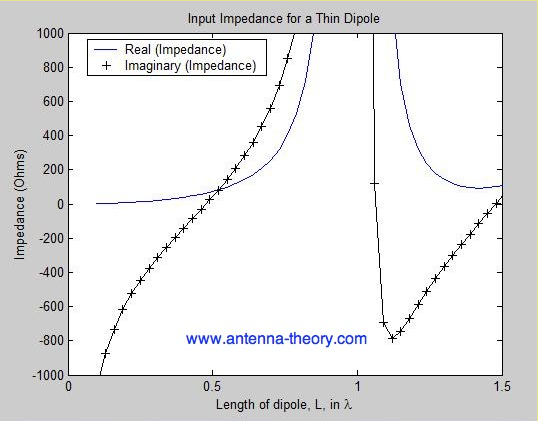 Input Impedance for a Thin Dipole
1000
800
600
400
200
0
-200
-400
-600
-800
-1000
Impedance (Ohms)
Real (Impedance)
Imaginary (Impedance)
www.antenna-theory.com
0
0.5
1
1.5
Length of dipole, L, in λ